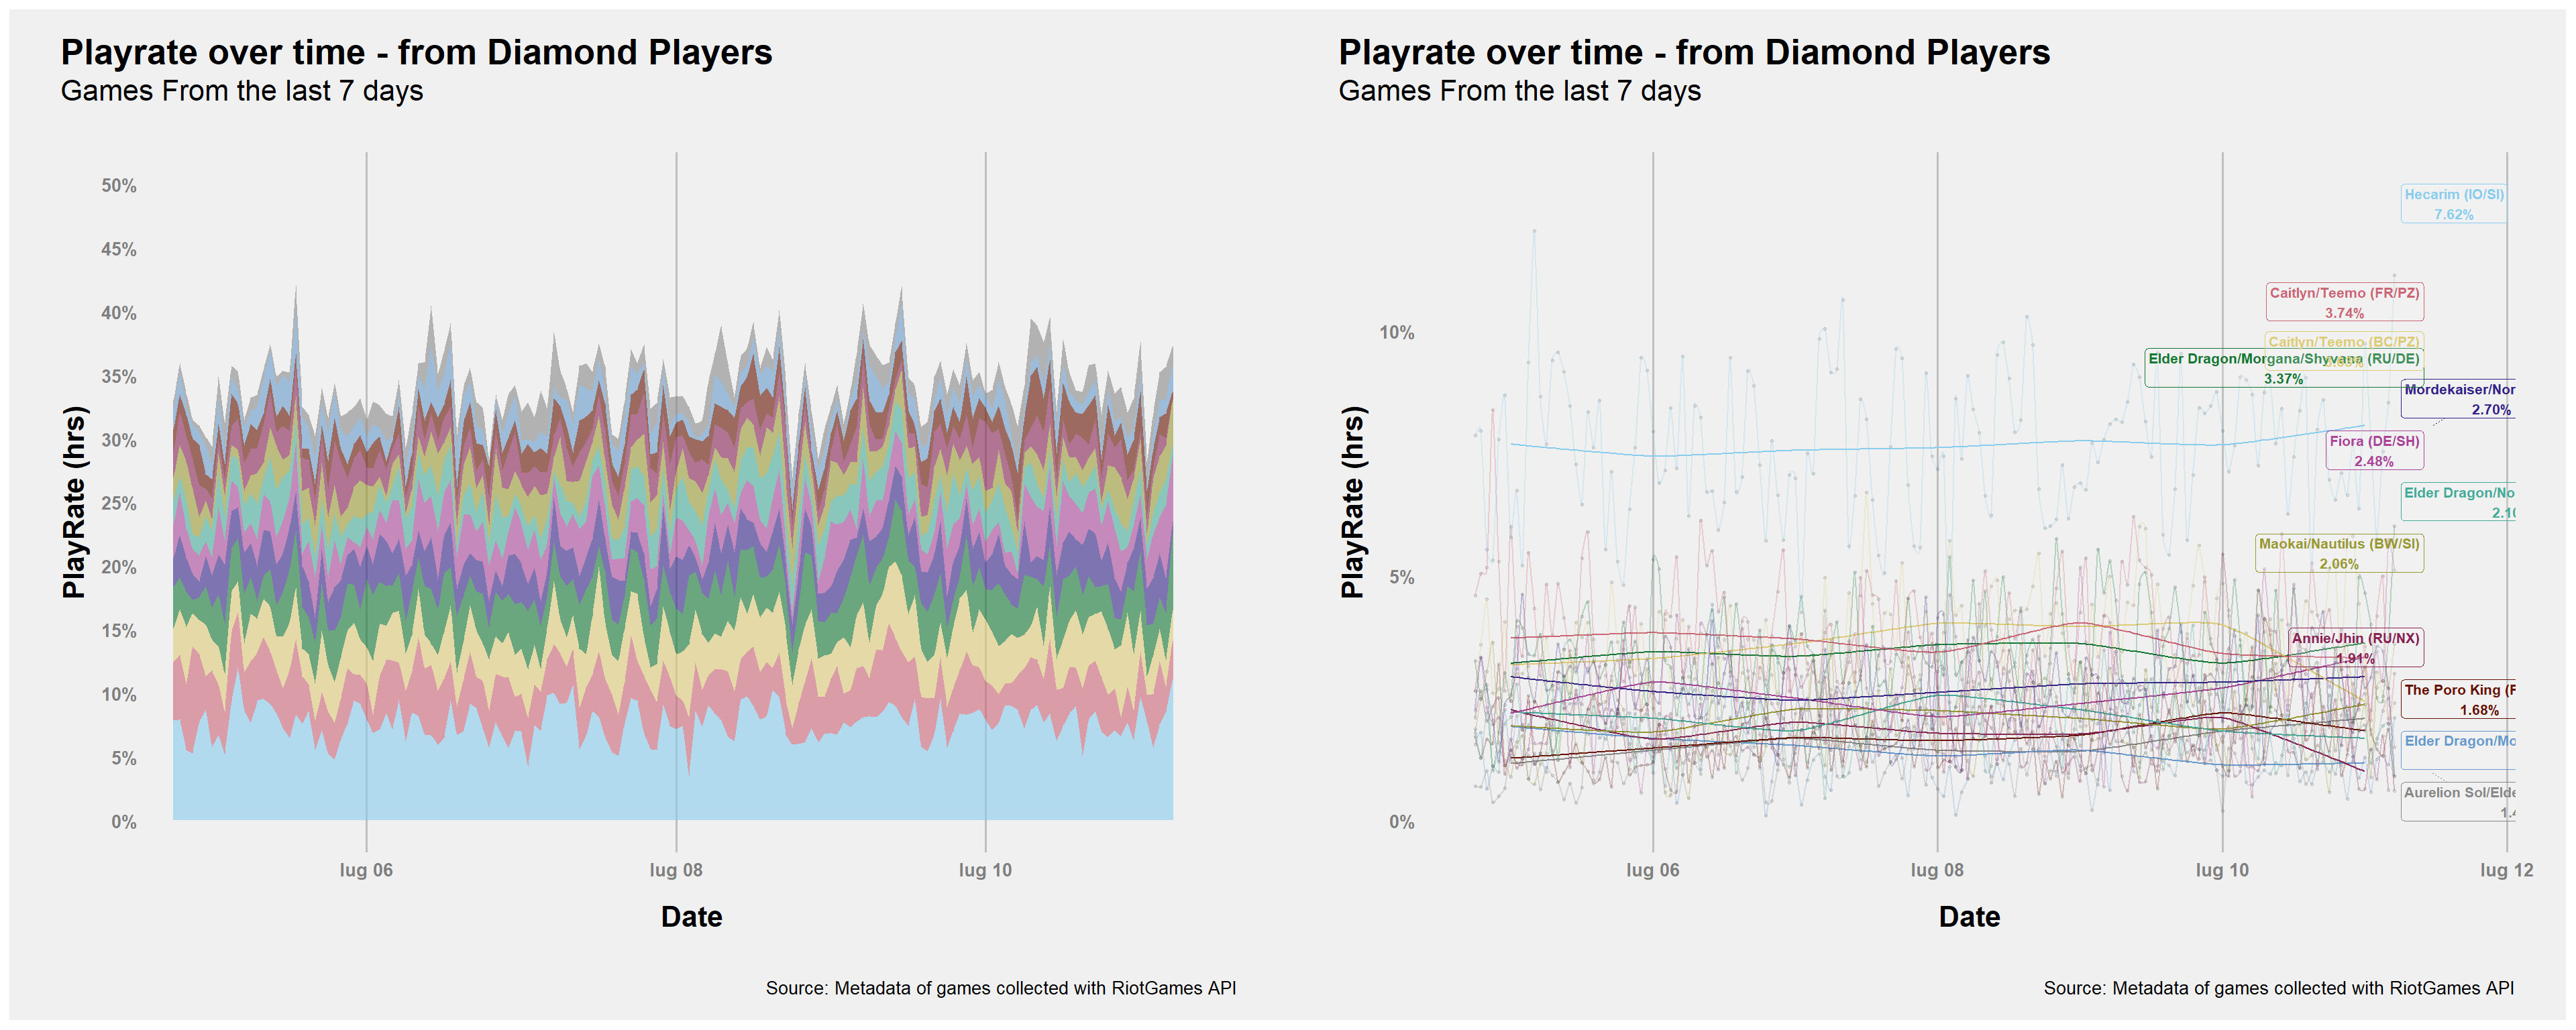 Playrate over time - from Diamond Players
Games From the last 7 days
50%
45%
40%
35%
30%
25%
20%
15%
10%
5%
0%
PlayRate (hrs)
lug 06
lug 08
lug 10
Date
Source: Metadata of games collected with RiotGames API
Playrate over time - from Diamond Players
Games From the last 7 days
10%
5%
0%
PlayRate (hrs)
Hecarim (IO/SI)
7.62%
Caitlyn/Teemo (FR/PZ)
3.74%
Caitlyn/Teemo (BC/PZ)
Elder Dragon/Morgana/Shyvana (RU/DE)
3.37%
Mordekaiser/Nor
2.70%
Fiora (DE/SH)
2.48%
Elder Dragon/No
2.10
Maokai/Nautilus (BW/SI)
2.06%
Annie/Jhin (RU/NX)
1.91%
The Poro King (F
1.68%
Elder Dragon/Mo
Aurelion Sol/Elde
1.4
lug 06
lug 08
lug 10
lug 12
Date
Source: Metadata of games collected with RiotGames API